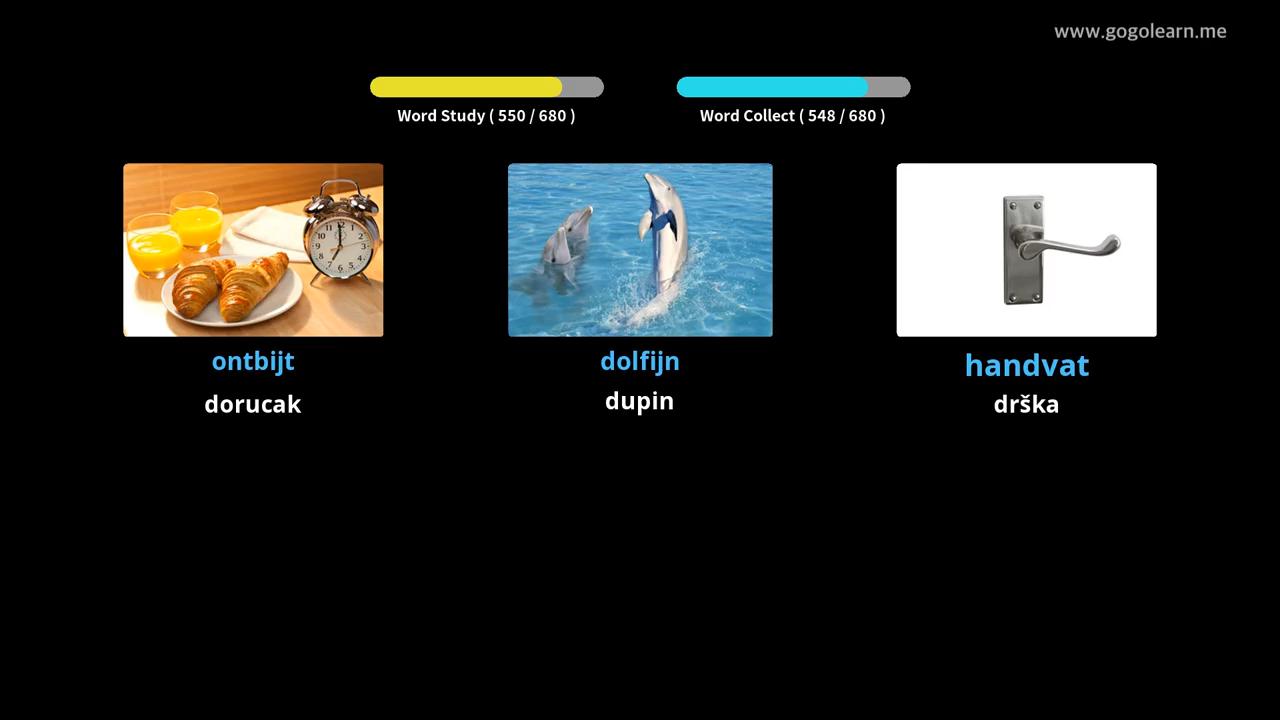 www.gogolearn.me
Word Study ( 550 / 680 )
Word Collect ( 548 / 680 )
ontbijt
dolfijn
handvat
dorucak
dupin
drška